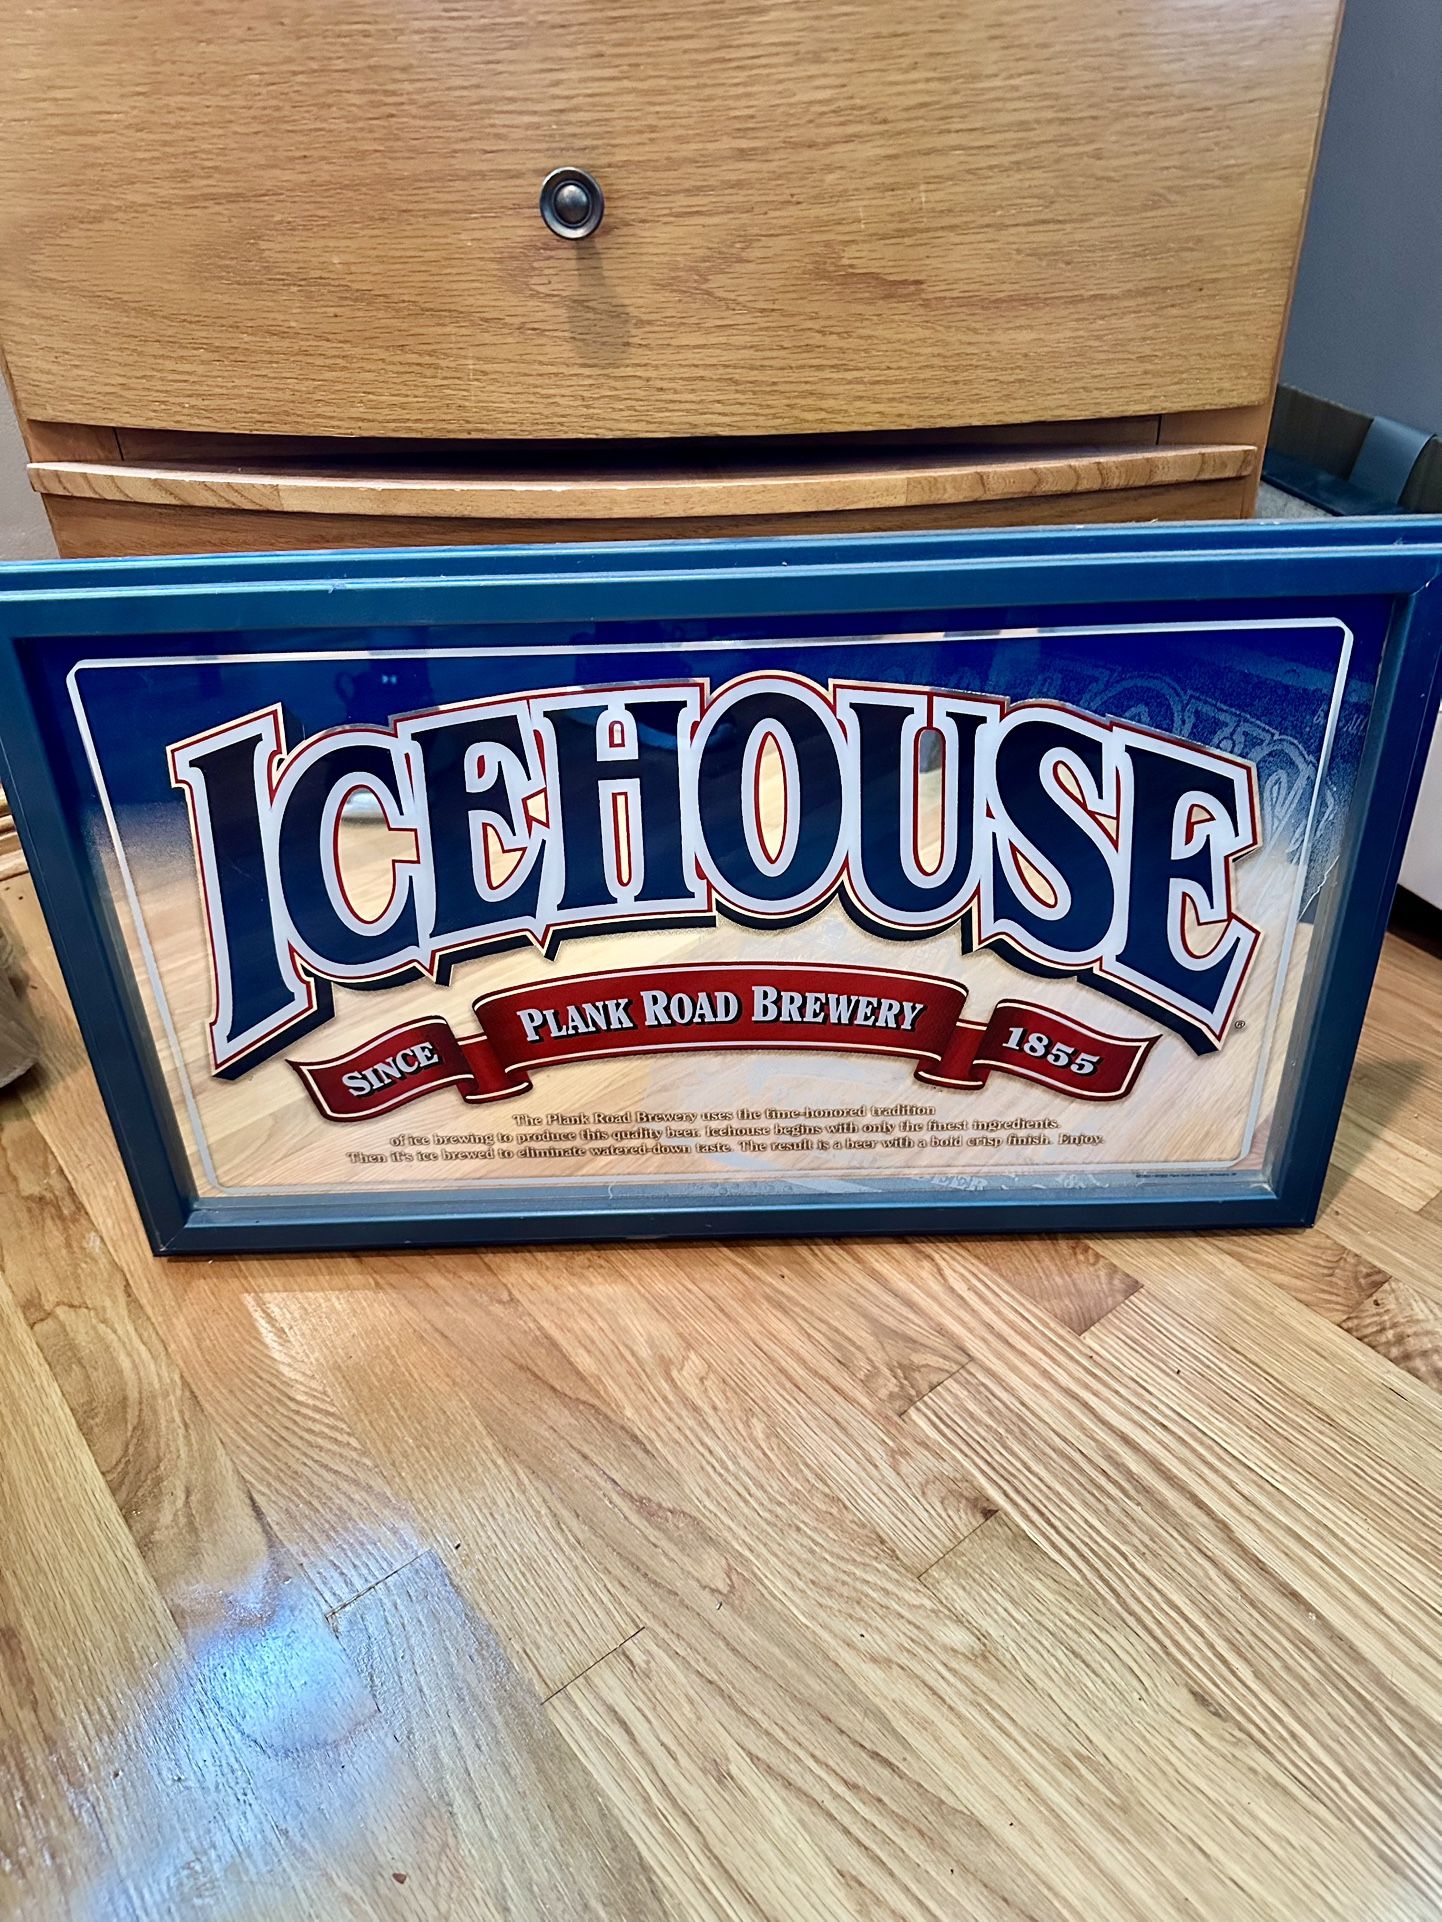 ICEHOUSE
®
SINCE PLANK ROAD BREWERY 1855
The Plank Road Brewery uses the time-honored tradition
of ice brewing to produce this quality beer. Icehouse begins with only the finest ingredients.
Then it's ice brewed to eliminate watered-down taste. The result is a beer with a bold crisp finish. Enjoy.